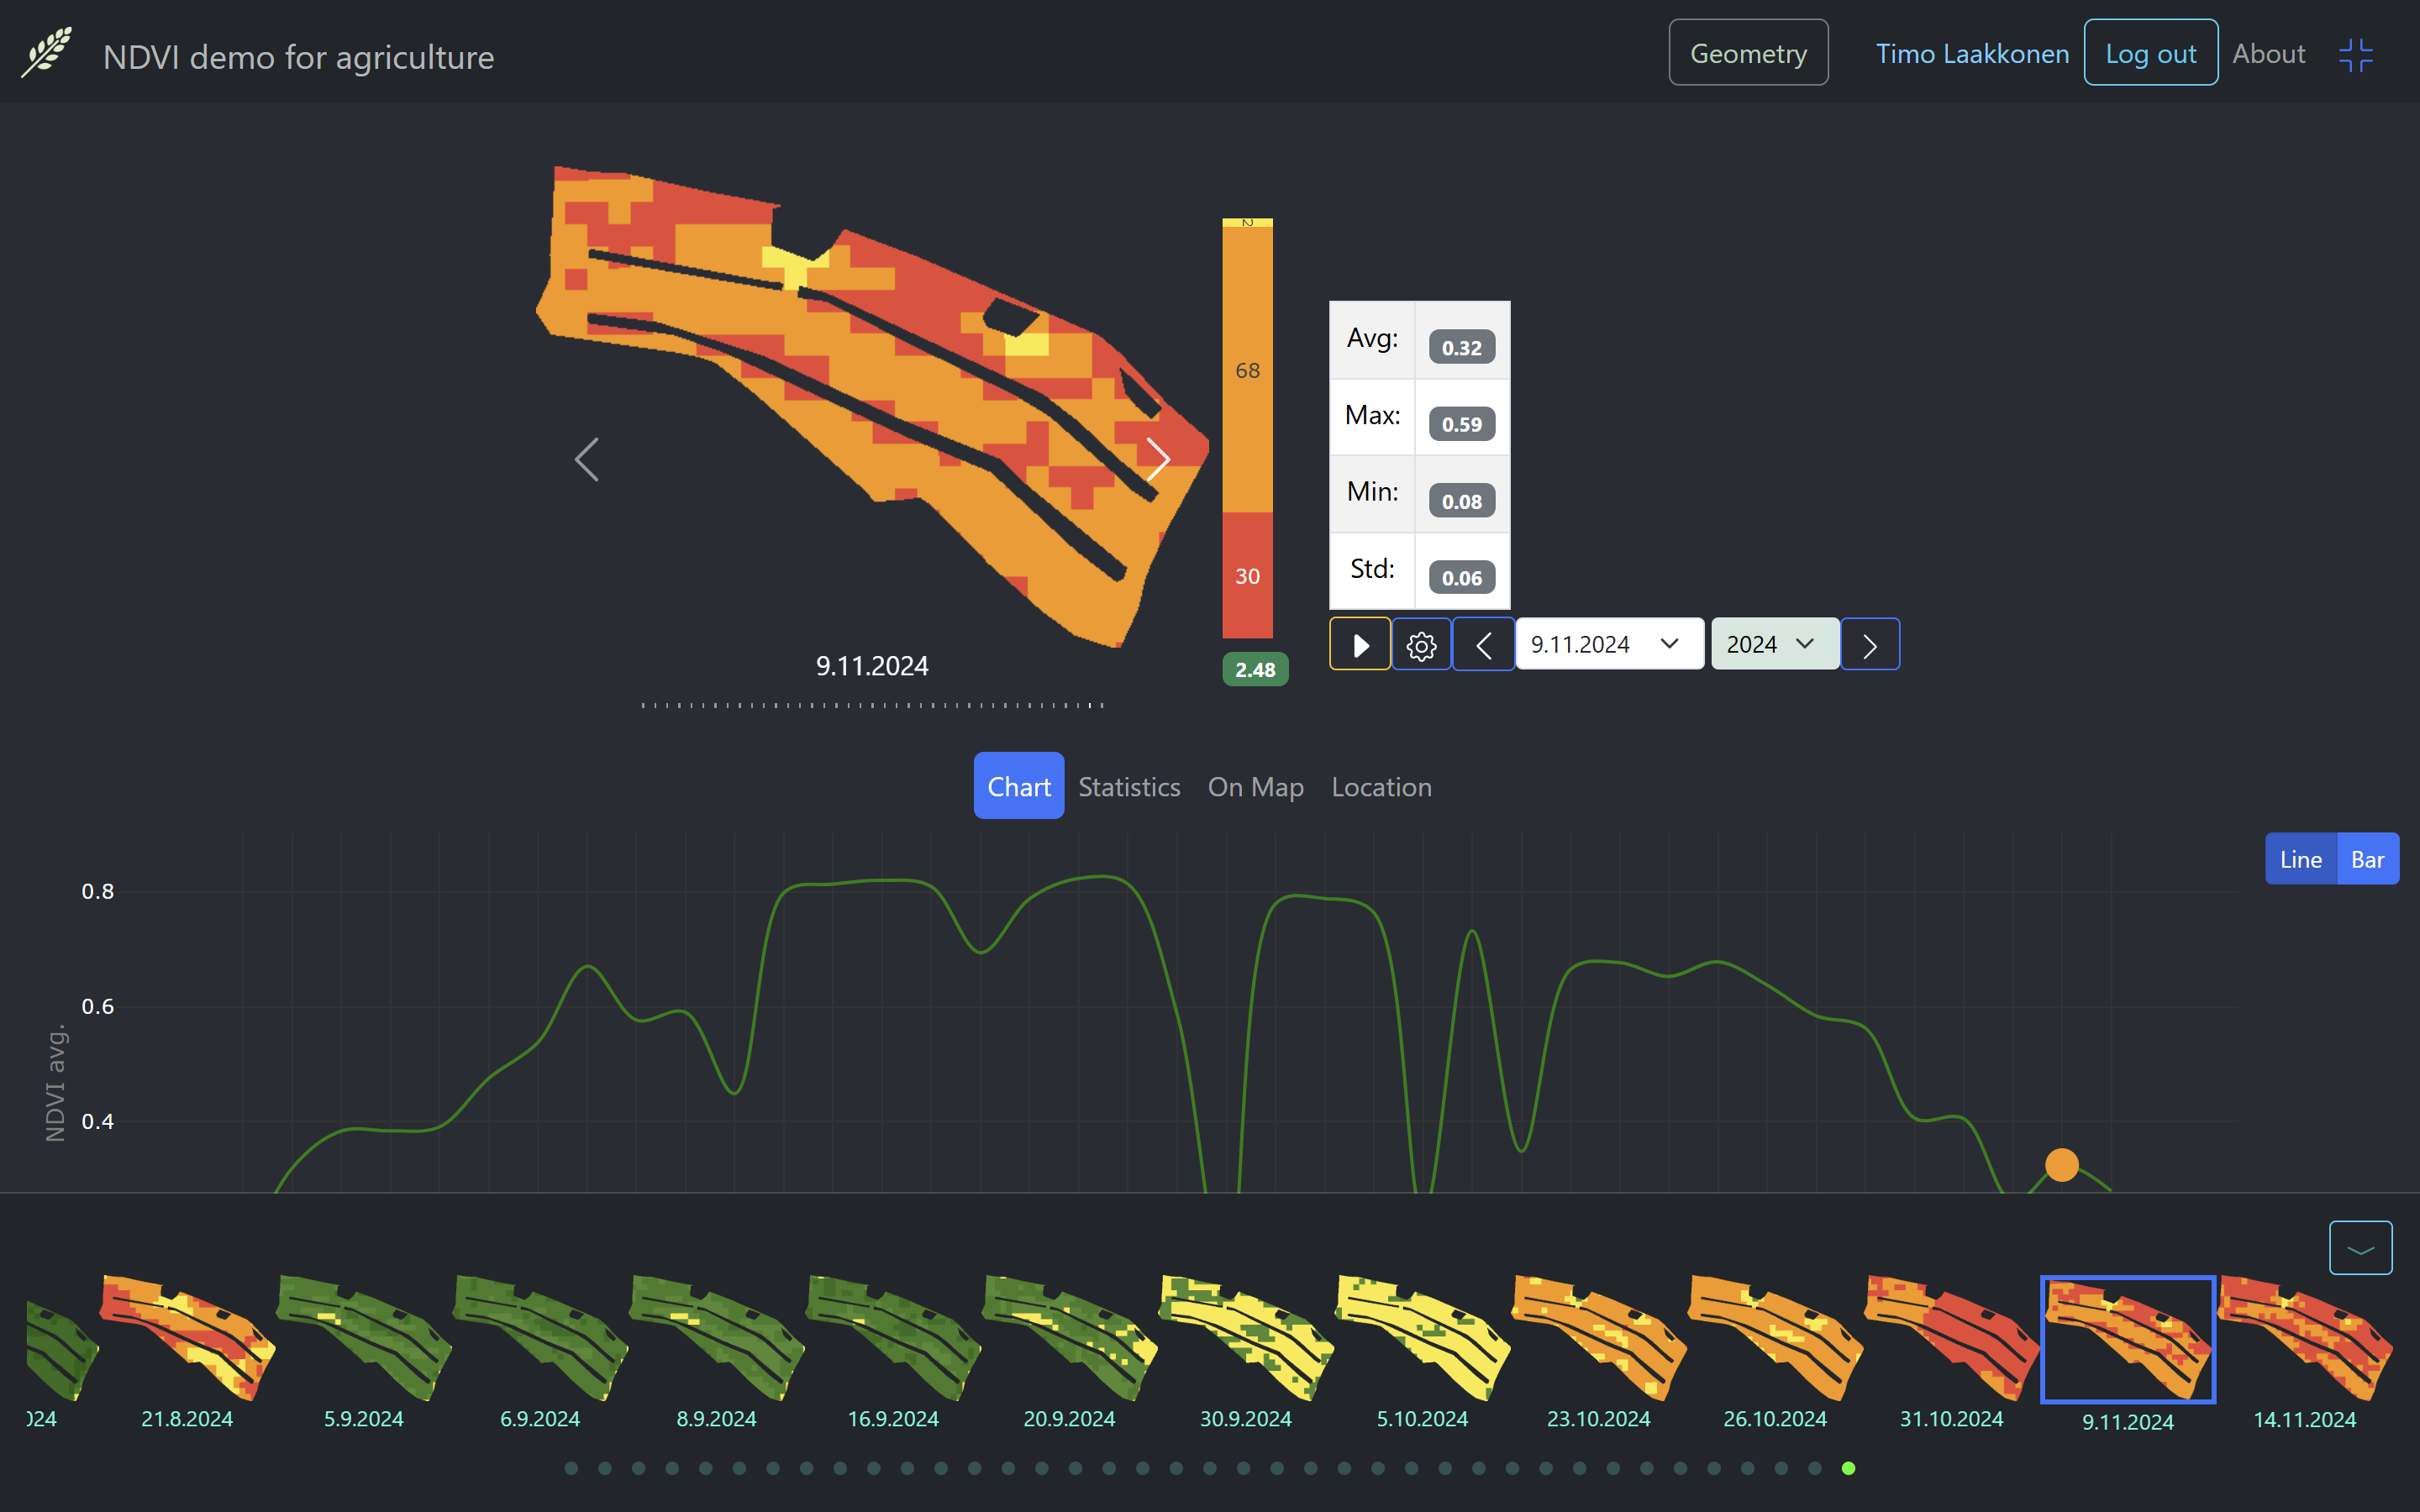 NDVI demo for agriculture
Geometry
Timo Laakkonen
Log out
About
2
68
30
2.48
Avg: 0.32
Max: 0.59
Min: 0.08
Std: 0.06
9.11.2024
2024
9.11.2024
Chart
Statistics
On Map
Location
Line
Bar
0.8
0.6
0.4
NDVI avg.
024
21.8.2024
5.9.2024
6.9.2024
8.9.2024
16.9.2024
20.9.2024
30.9.2024
5.10.2024
23.10.2024
26.10.2024
31.10.2024
9.11.2024
14.11.2024